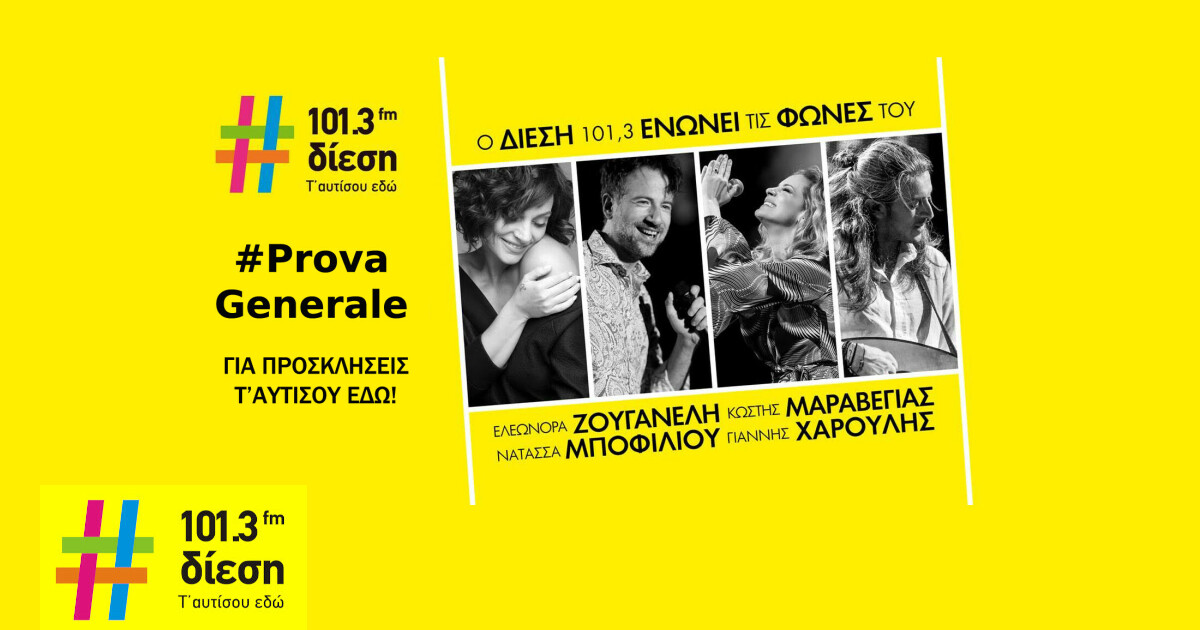 101.3 fm
δίεση
Τ'αυτίσου εδώ
#Prova
Generale
ΓΙΑ ΠΡΟΣΚΛΗΣΕΙΣ
Τ'ΑΥΤΙΣΟΥ ΕΔΩ!
Ο ΔΙΕΣΗ 101,3 ΕΝΩΝΕΙ ΤΙΣ ΦΩΝΕΣ ΤΟΥ
ΕΛΕΩΝΟΡΑ ΖΟΥΓΑΝΕΛΗ ΚΩΣΤΗΣ ΜΑΡΑΒΕΓΙΑΣ
ΝΑΤΑΣΣΑ ΜΠΟΦΙΛΙΟΥ ΓΙΑΝΝΗΣ ΧΑΡΟΥΛΗΣ
101.3 fm
δίεση
Τ'αυτίσου εδώ